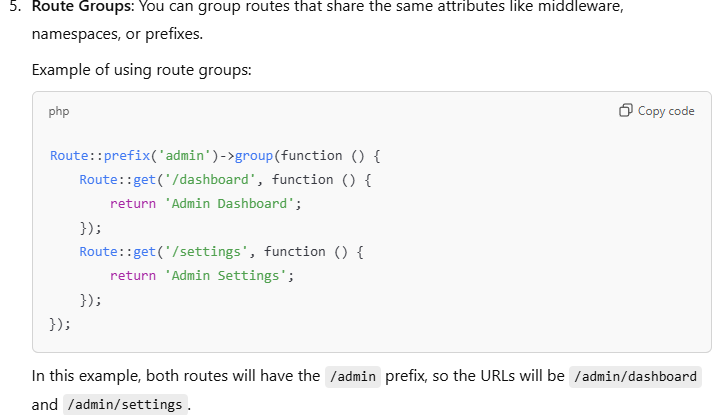 5. Route Groups: You can group routes that share the same attributes like middleware,
namespaces, or prefixes.
Example of using route groups:
php
Copy code
Route::prefix('admin')->group(function () {
    Route::get('/dashboard', function () {
        return 'Admin Dashboard';
    });
    Route::get('/settings', function () {
        return 'Admin Settings';
    });
});
In this example, both routes will have the /admin prefix, so the URLs will be /admin/dashboard
and /admin/settings .